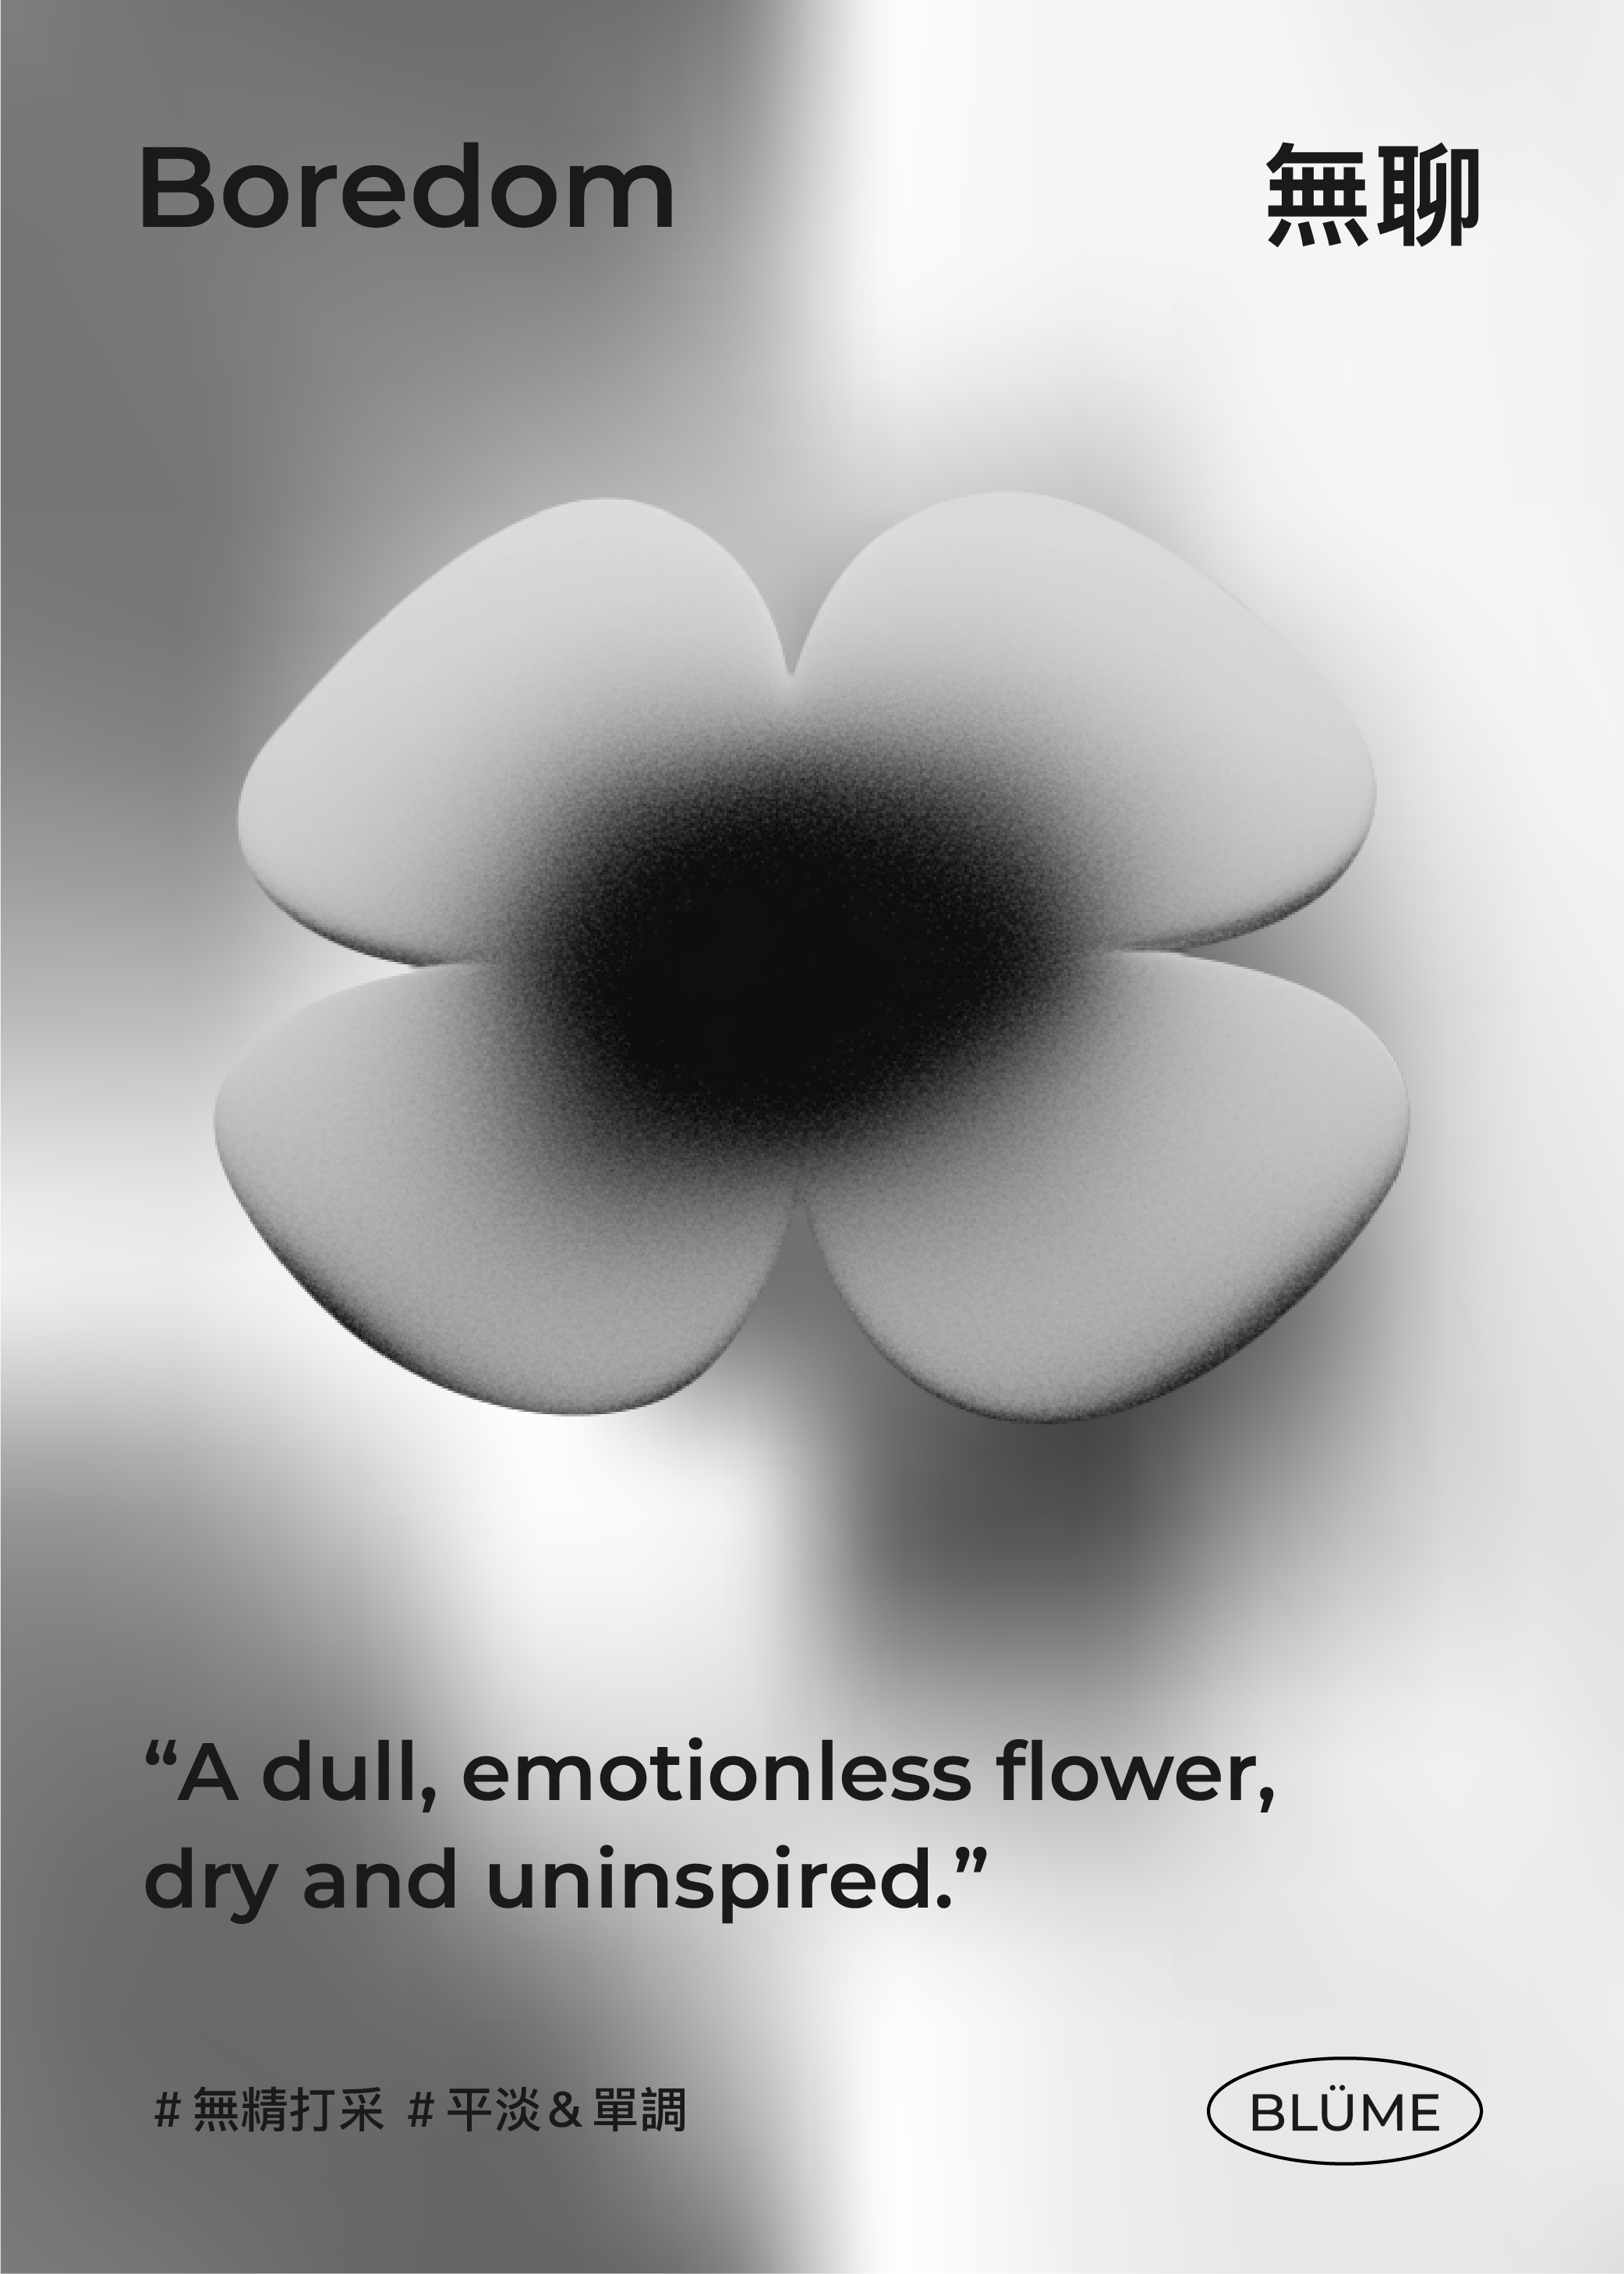 Boredom
無聊
“A dull, emotionless flower,
dry and uninspired.”
# 無精打采 # 平淡 & 單調
BLÜME